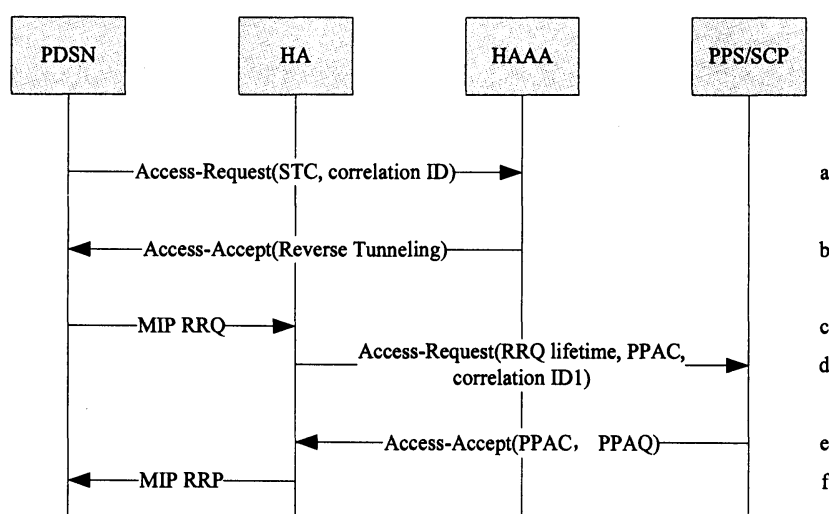 PDSN
HA
HAAA
PPS/SCP
Access-Request(STC, correlation ID)
a
Access-Accept(Reverse Tunneling)
b
MIP RRQ
c
Access-Request(RRQ lifetime, PPAC,
correlation ID1)
d
Access-Accept(PPAC， PPAQ)
e
MIP RRP
f